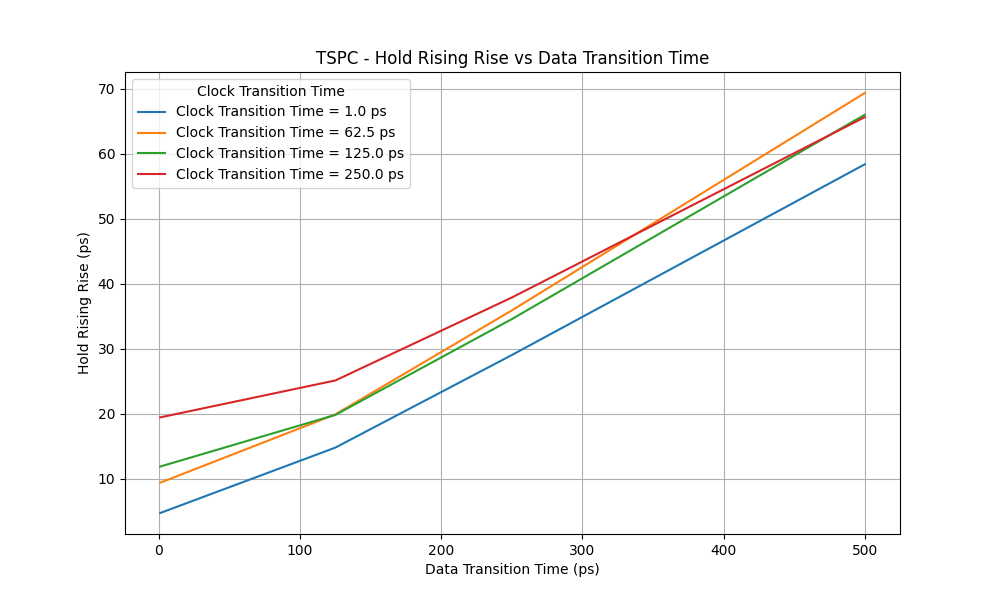 TSPC - Hold Rising Rise vs Data Transition Time
Clock Transition Time
Clock Transition Time = 1.0 ps
Clock Transition Time = 62.5 ps
Clock Transition Time = 125.0 ps
Clock Transition Time = 250.0 ps
70
60
50
40
30
20
10
Hold Rising Rise (ps)
0 100 200 300 400 500
Data Transition Time (ps)